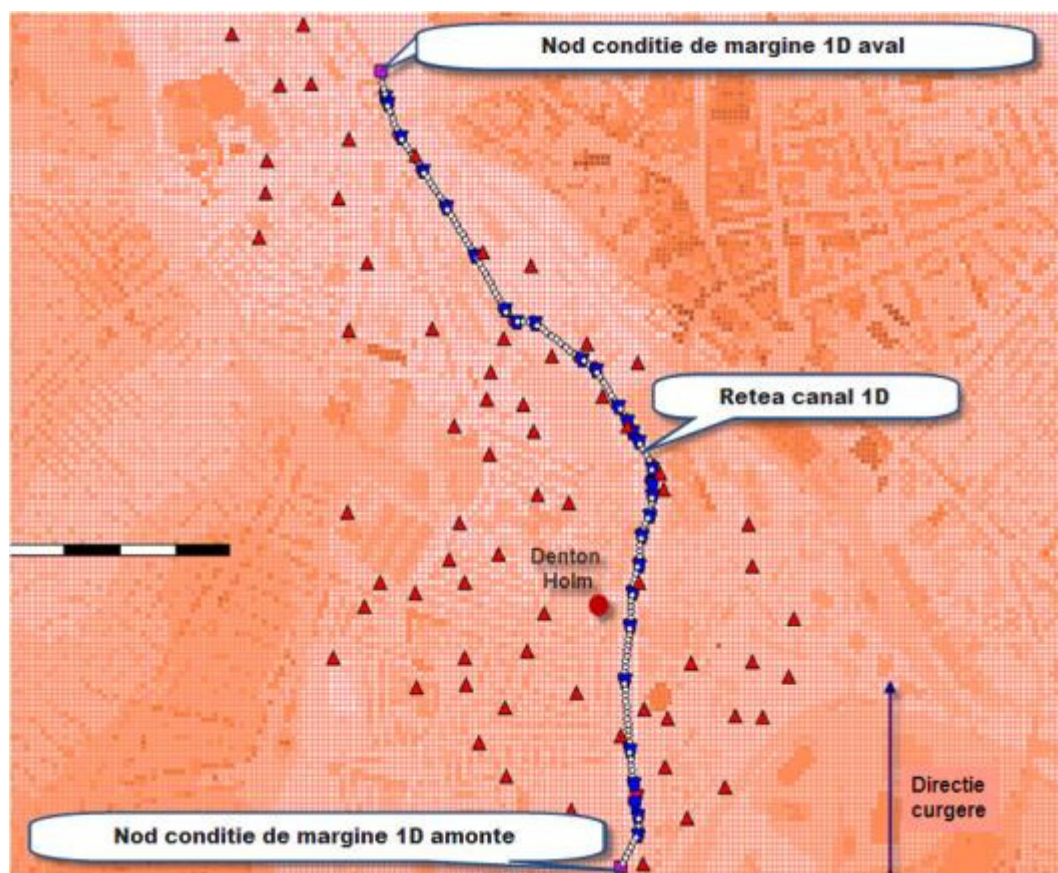 Nod conditie de margine 1D aval
Retea canal 1D
Denton
Holm
Directie
curgere
Nod conditie de margine 1D amonte